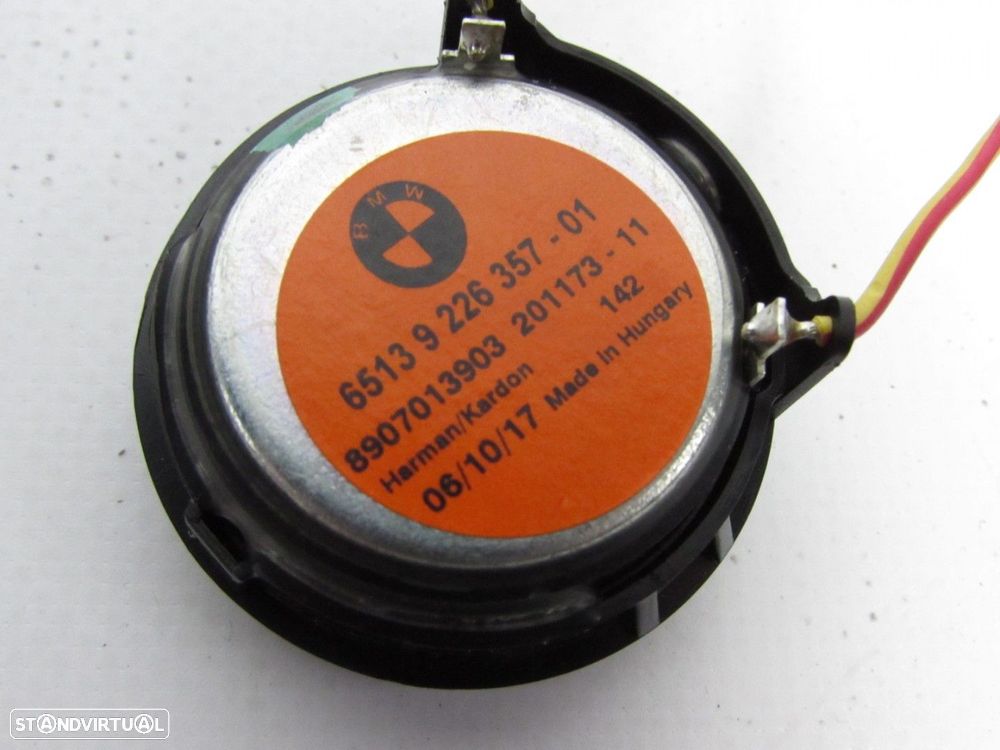 BMW
6513 9 226 357 - 01
8907013903 201173 - 11
Harman/Kardon 142
06/10/17 Made in Hungary
STANDVIRTUAL